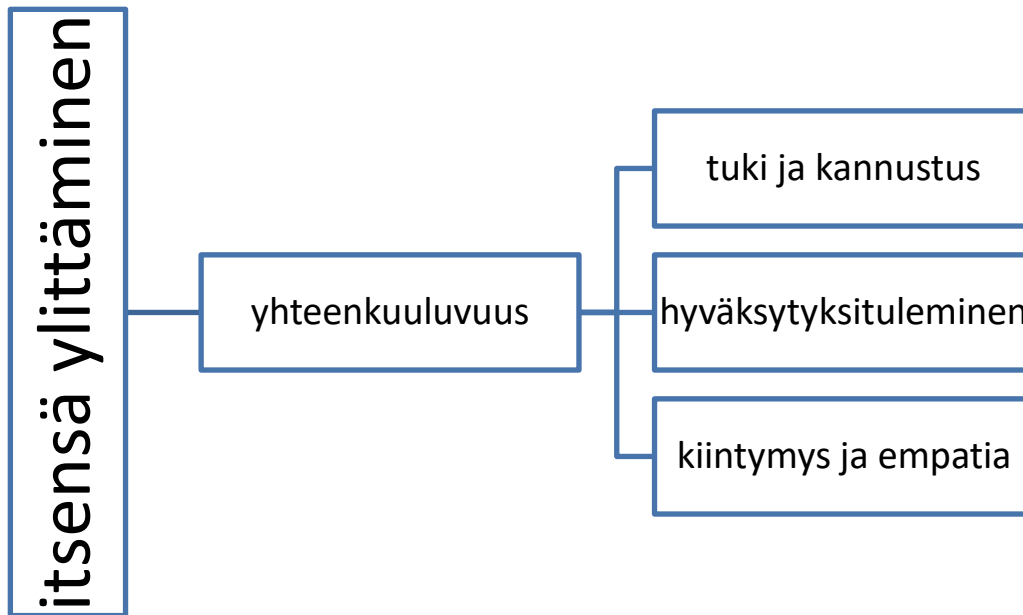 itsensä ylittäminen
yhteenkuuluvuus
tuki ja kannustus
hyväksytyksituleminen
kiintymys ja empatia